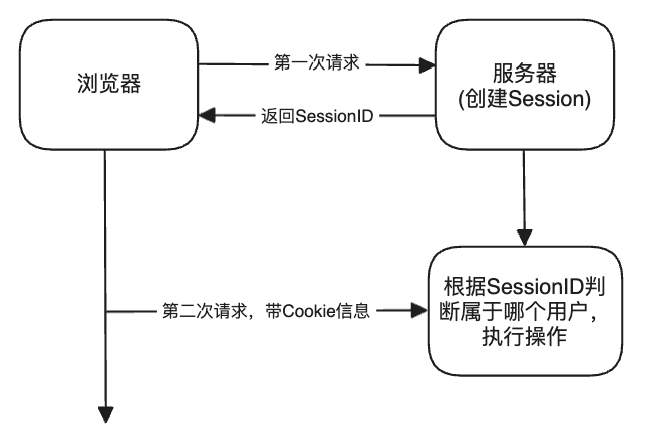 浏览器
第一次请求
服务器
(创建Session)
返回SessionID
第二次请求，带Cookie信息
根据SessionID判
断属于哪个用户，
执行操作